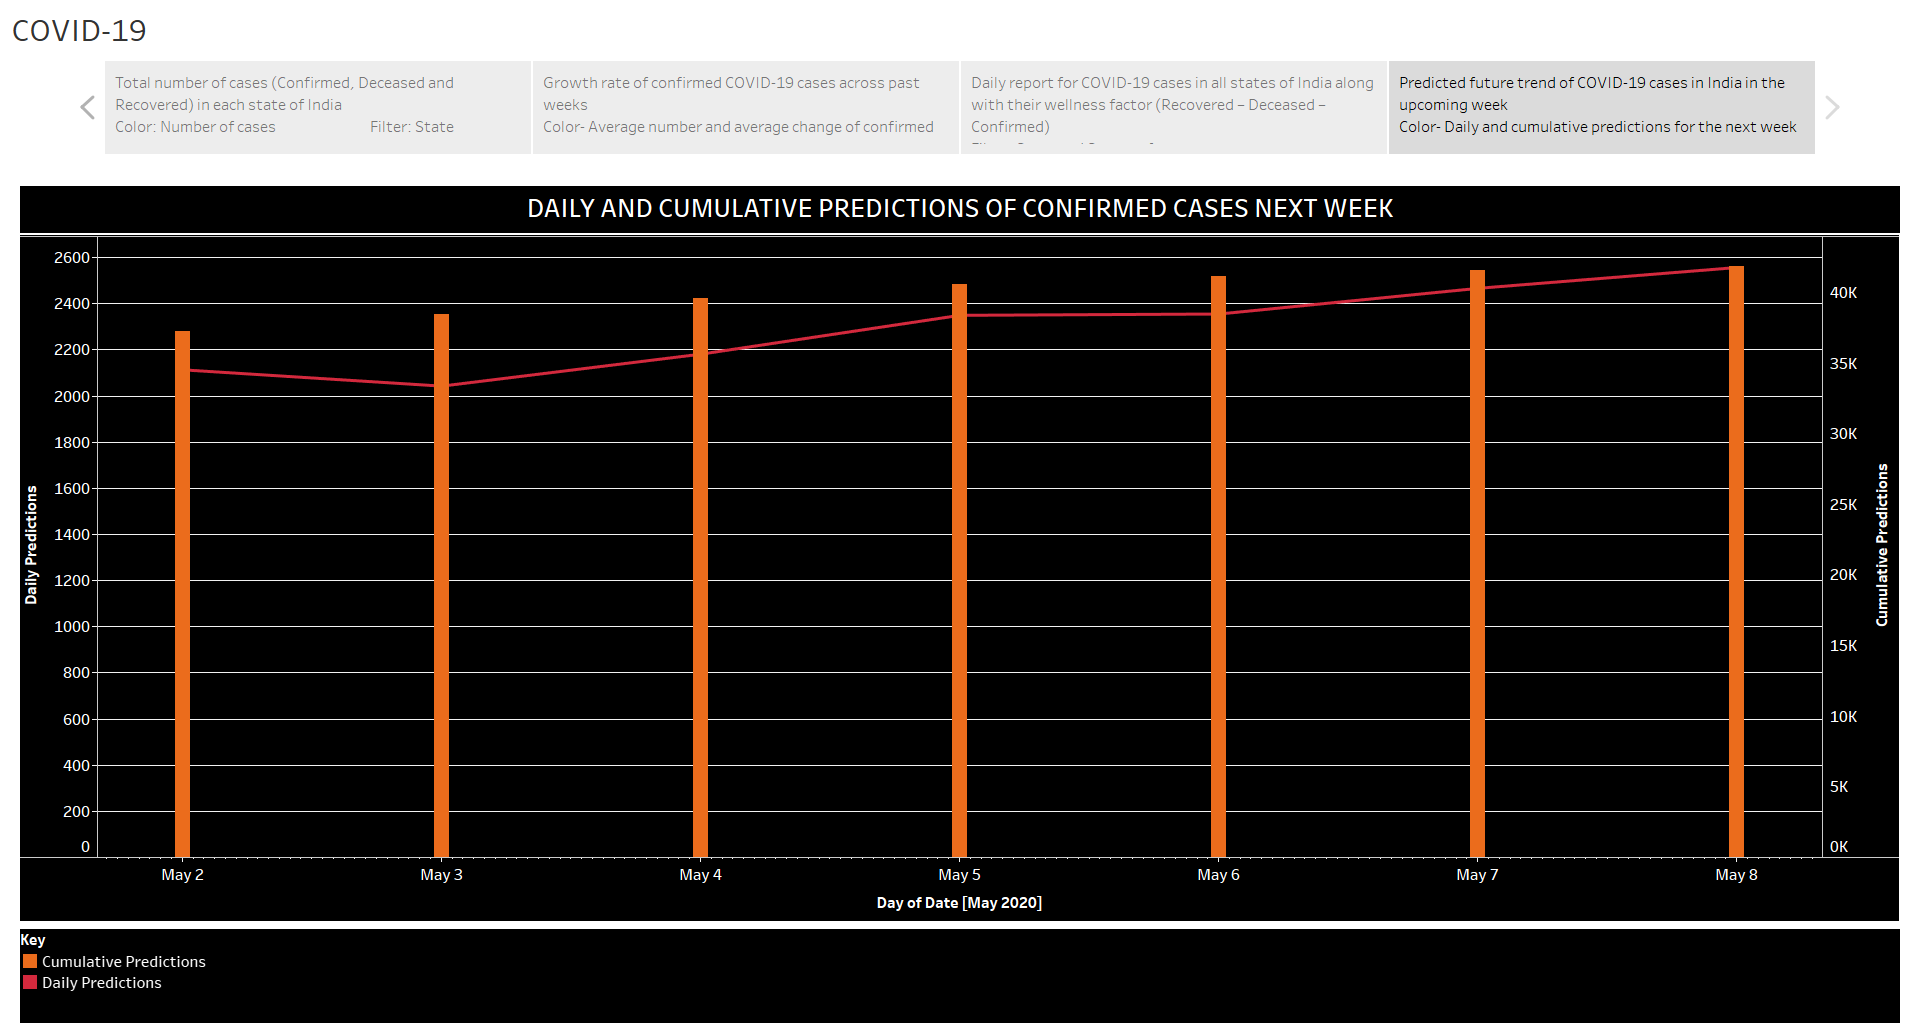 COVID-19
Total number of cases (Confirmed, Deceased and
Recovered) in each state of India
Color: Number of cases Filter: State
Growth rate of confirmed COVID-19 cases across past
weeks
Color- Average number and average change of confirmed
Daily report for COVID-19 cases in all states of India along
with their wellness factor (Recovered – Deceased –
Confirmed)
Predicted future trend of COVID-19 cases in India in the
upcoming week
Color- Daily and cumulative predictions for the next week
DAILY AND CUMULATIVE PREDICTIONS OF CONFIRMED CASES NEXT WEEK
Daily Predictions
2600
2400
2200
2000
1800
1600
1400
1200
1000
800
600
400
200
0
40K
35K
30K
25K
20K
15K
10K
5K
0K
Cumulative Predictions
May 2 May 3 May 4 May 5 May 6 May 7 May 8
Day of Date [May 2020]
Key
Cumulative Predictions
Daily Predictions